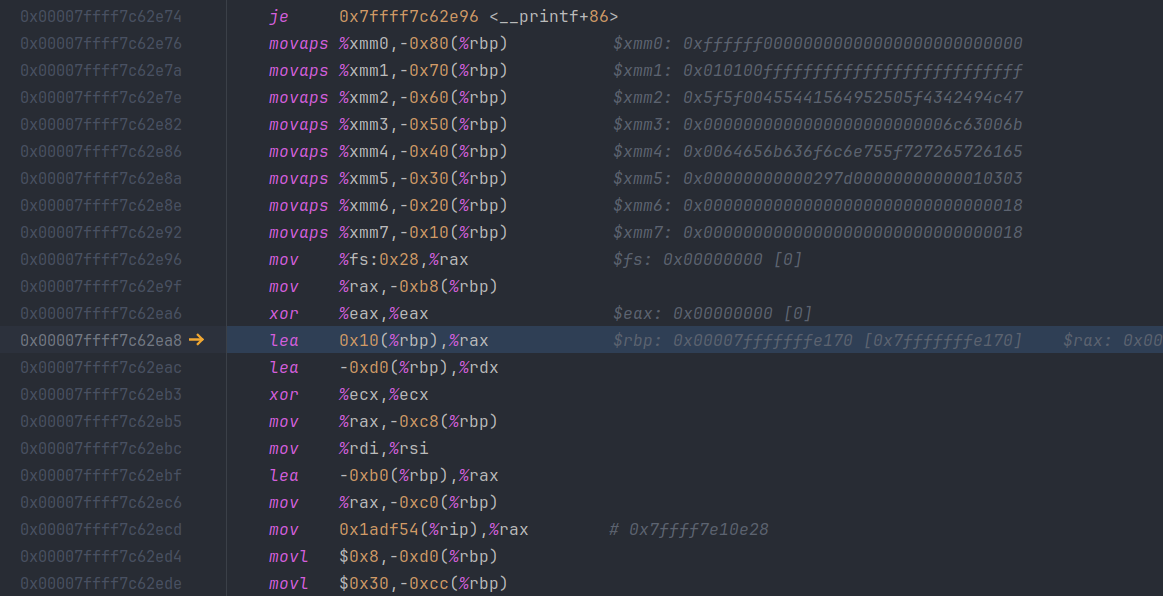 0x00007ffff7c62e74 je 0x7ffff7c62e96 <__printf+86>
0x00007ffff7c62e76 movaps %xmm0,-0x80(%rbp) $xmm0: 0xffffff00000000000000000000000000
0x00007ffff7c62e7a movaps %xmm1,-0x70(%rbp) $xmm1: 0x010100ffffffffffffffffffffffffff
0x00007ffff7c62e7e movaps %xmm2,-0x60(%rbp) $xmm2: 0x5f5f00455441564952505f4342494c47
0x00007ffff7c62e82 movaps %xmm3,-0x50(%rbp) $xmm3: 0x0000000000000000000000006c63006b
0x00007ffff7c62e86 movaps %xmm4,-0x40(%rbp) $xmm4: 0x0064656b636f6c6e755f727265726165
0x00007ffff7c62e8a movaps %xmm5,-0x30(%rbp) $xmm5: 0x00000000000297d00000000000010303
0x00007ffff7c62e8e movaps %xmm6,-0x20(%rbp) $xmm6: 0x00000000000000000000000000000018
0x00007ffff7c62e92 movaps %xmm7,-0x10(%rbp) $xmm7: 0x00000000000000000000000000000018
0x00007ffff7c62e96 mov %fs:0x28,%rax $fs: 0x00000000 [0]
0x00007ffff7c62e9f mov %rax,-0xb8(%rbp)
0x00007ffff7c62ea6 xor %eax,%eax $eax: 0x00000000 [0]
0x00007ffff7c62ea8 lea 0x10(%rbp),%rax $rbp: 0x00007fffffffe170 [0x7fffffffe170] $rax: 0x00
0x00007ffff7c62eac lea -0xd0(%rbp),%rdx
0x00007ffff7c62eb3 xor %ecx,%ecx
0x00007ffff7c62eb5 mov %rax,-0xc8(%rbp)
0x00007ffff7c62ebc mov %rdi,%rsi
0x00007ffff7c62ebf lea -0xb0(%rbp),%rax
0x00007ffff7c62ec6 mov %rax,-0xc0(%rbp)
0x00007ffff7c62ecd mov 0x1adf54(%rip),%rax # 0x7ffff7e10e28
0x00007ffff7c62ed4 movl $0x8,-0xd0(%rbp)
0x00007ffff7c62ede movl $0x30,-0xcc(%rbp)